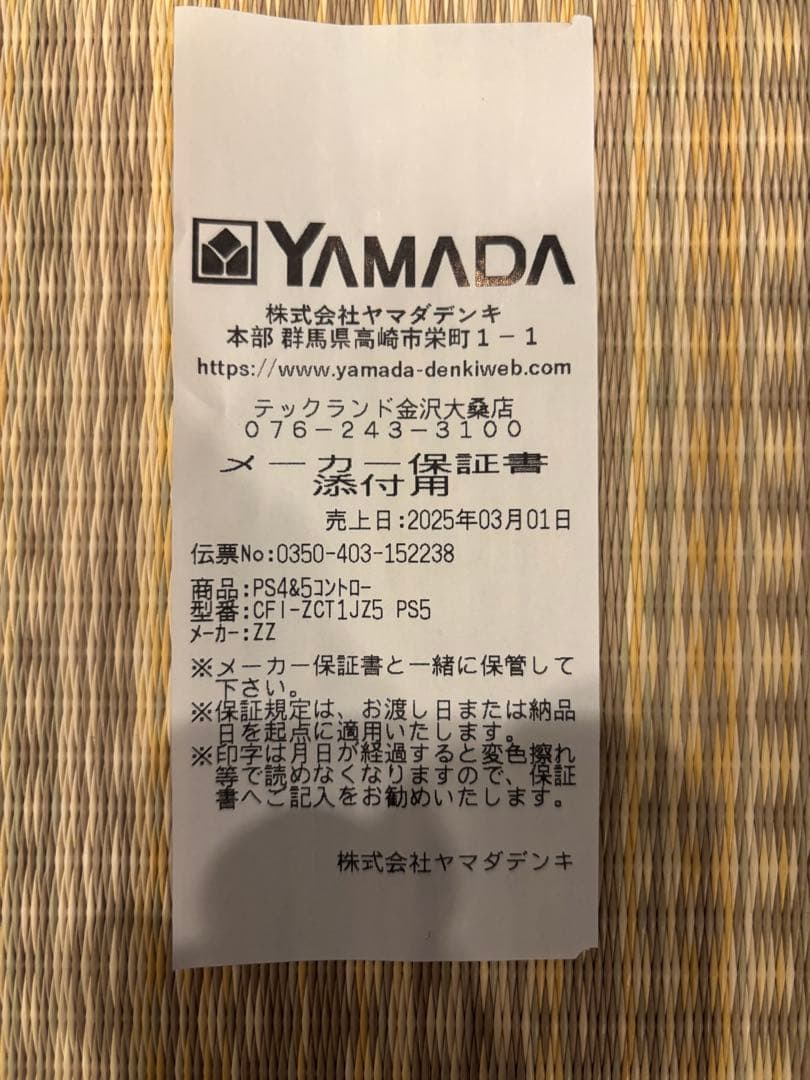 YAMADA
株式会社ヤマダデンキ
本部 群馬県高崎市栄町１－１
https://www.yamada-denkiweb.com
テックランド金沢大桑店
０７６－２４３－３１００
メーカー保証書
添付用
売上日:2025年03月01日
伝票No:0350-403-152238
商品:PS4&5ｺﾝﾄﾛｰ
型番:CFI-ZCT1JZ5 PS5
ﾒｰｶｰ:ZZ
※メーカー保証書と一緒に保管して
下さい。
※保証規定は、お渡し日または納品
日を起点に適用いたします。
※印字は月日が経過すると変色擦れ
等で読めなくなりますので、保証
書へご記入をお勧めいたします。
株式会社ヤマダデンキ